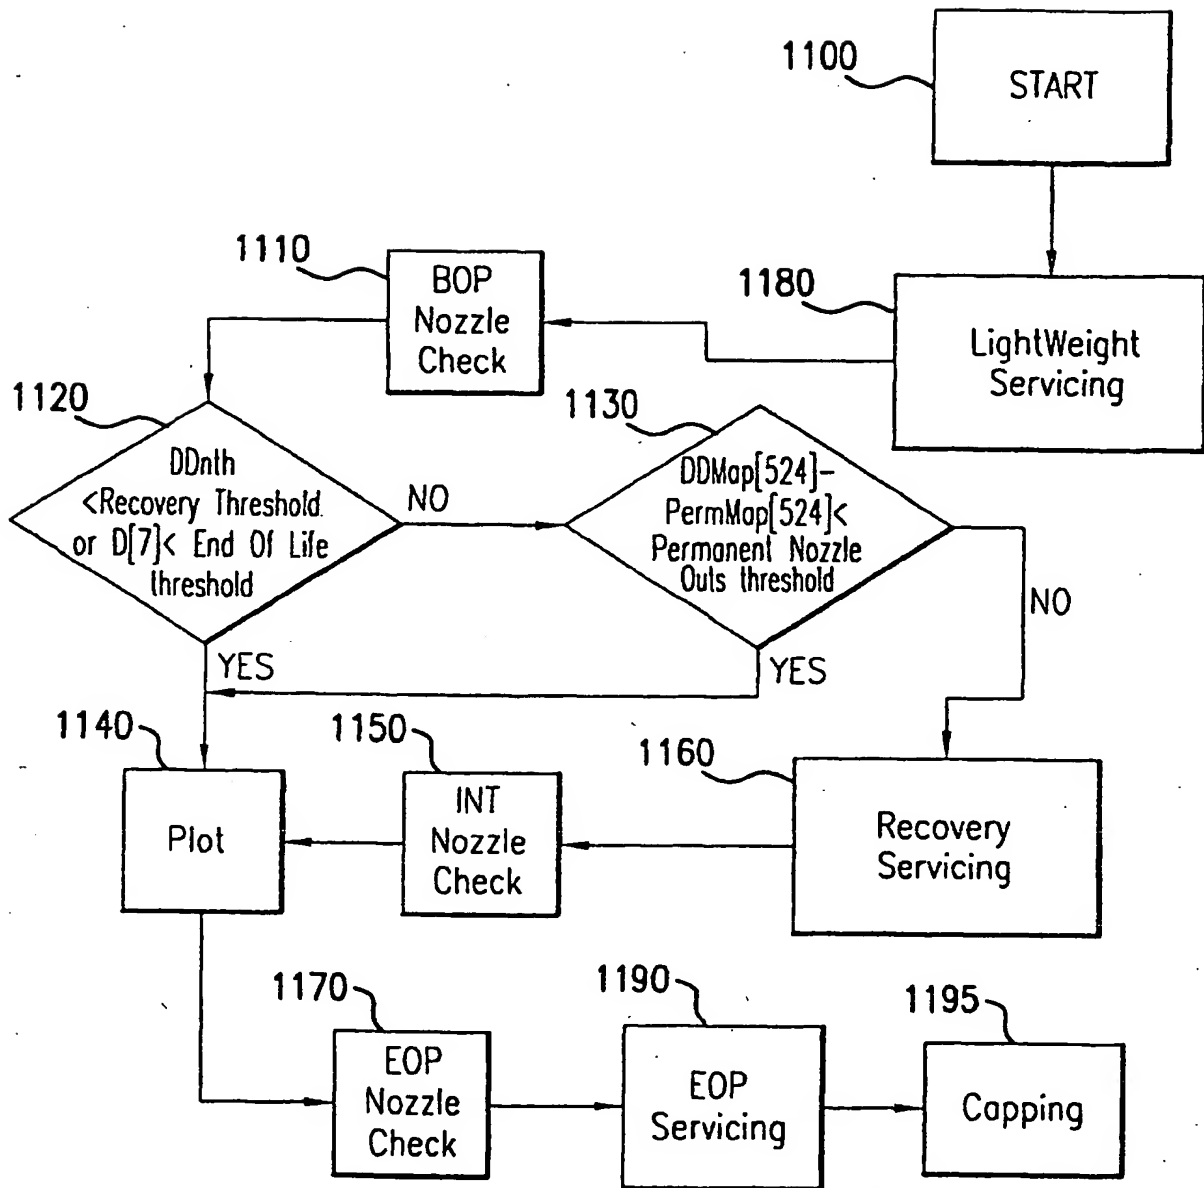 1100
START
1110
BOP
Nozzle
Check
1180
LightWeight
Servicing
1120
DDnth
<Recovery Threshold.
or D[7]< End Of Life
threshold
NO
YES
1130
DDMap[524]-
PermMap[524]<
Permanent Nozzle
Outs threshold
NO
YES
1140
Plot
1150
INT
Nozzle
Check
1160
Recovery
Servicing
1170
EOP
Nozzle
Check
1190
EOP
Servicing
1195
Capping